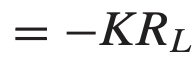 = −KR_L